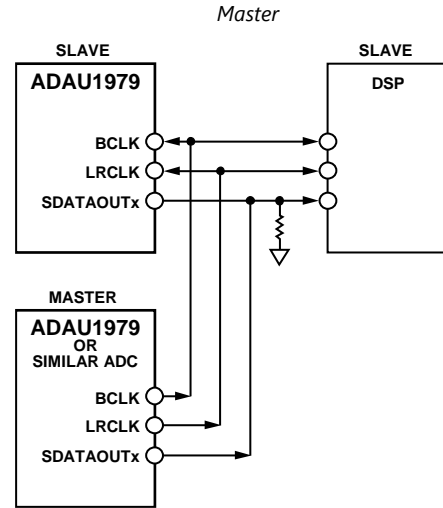 Master
SLAVE
ADAU1979
BCLK
LRCLK
SDATAOUTx
SLAVE
DSP
MASTER
ADAU1979
OR
SIMILAR ADC
BCLK
LRCLK
SDATAOUTx